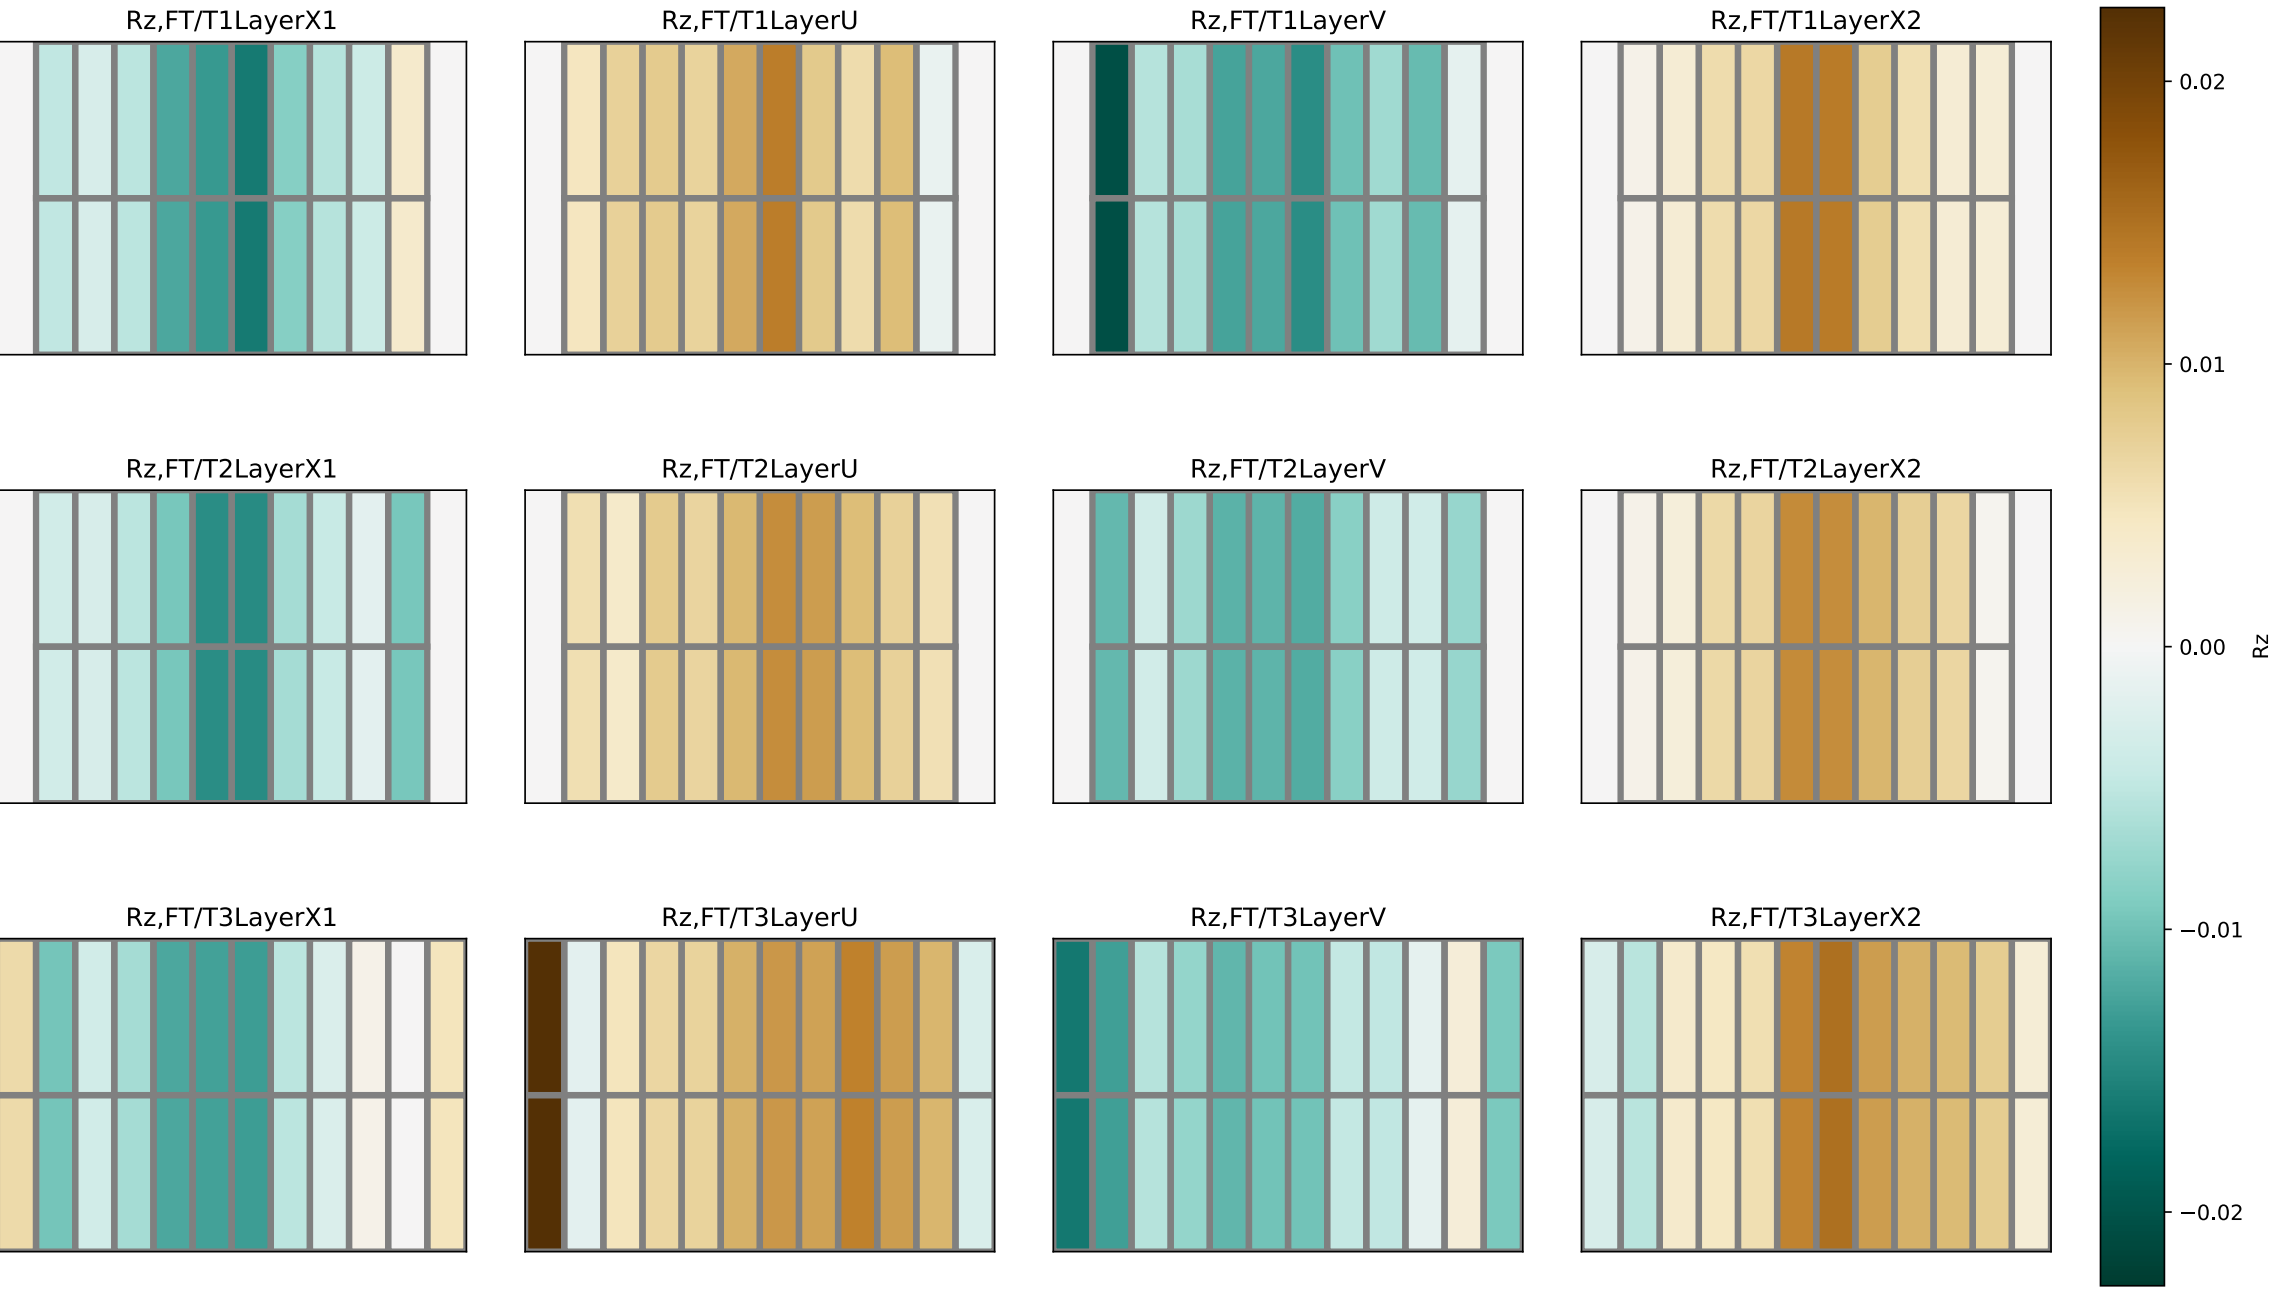 Rz,FT/T1LayerX1
Rz,FT/T1LayerU
Rz,FT/T1LayerV
Rz,FT/T1LayerX2
Rz,FT/T2LayerX1
Rz,FT/T2LayerU
Rz,FT/T2LayerV
Rz,FT/T2LayerX2
Rz,FT/T3LayerX1
Rz,FT/T3LayerU
Rz,FT/T3LayerV
Rz,FT/T3LayerX2
0.02
0.01
0.00
−0.01
−0.02
Rz